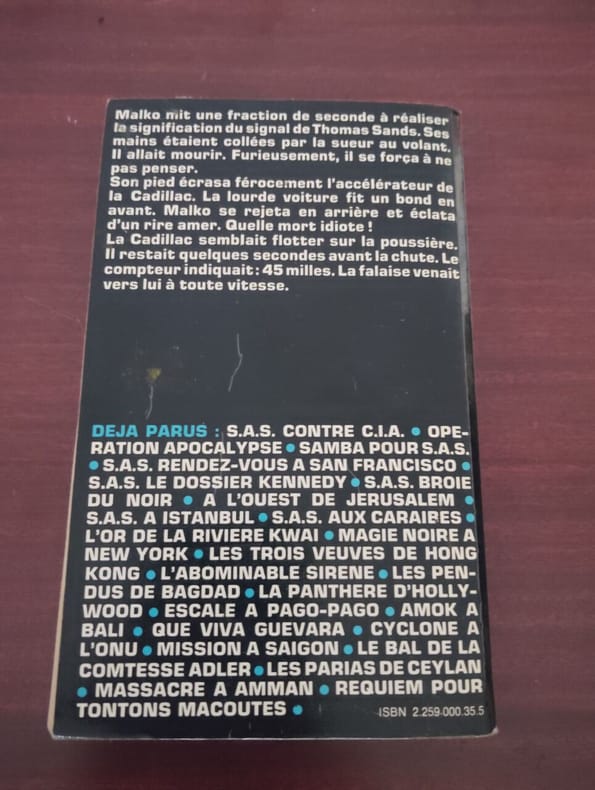 Malko mit une fraction de seconde à réaliser
la signification du signal de Thomas Sands. Ses
mains étaient collées par la sueur au volant.
Il allait mourir. Furieusement, il se força à ne
pas penser.
Son pied écrasa férocement l'accélérateur de
la Cadillac. La lourde voiture fit un bond en
avant. Malko se rejeta en arrière et éclata
d'un rire amer. Quelle mort idiote !
La Cadillac semblait flotter sur la poussière.
Il restait quelques secondes avant la chute. Le
compteur indiquait : 45 milles. La falaise venait
vers lui à toute vitesse.
DEJA PARUS : S.A.S. CONTRE C.I.A. • OPE-
RATION APOCALYPSE • SAMBA POUR S.A.S.
• S.A.S. RENDEZ-VOUS A SAN FRANCISCO •
S.A.S. LE DOSSIER KENNEDY • S.A.S. BROIE
DU NOIR • A L'OUEST DE JERUSALEM •
S.A.S. A ISTANBUL • S.A.S. AUX CARAIBES •
L'OR DE LA RIVIERE KWAI • MAGIE NOIRE A
NEW YORK • LES TROIS VEUVES DE HONG
KONG • L'ABOMINABLE SIRENE • LES PEN-
DUS DE BAGDAD • LA PANTHERE D'HOLLY-
WOOD • ESCALE A PAGO-PAGO • AMOK A
BALI • QUE VIVA GUEVARA • CYCLONE A
L'ONU • MISSION A SAIGON • LE BAL DE LA
COMTESSE ADLER • LES PARIAS DE CEYLAN
• MASSACRE A AMMAN • REQUIEM POUR
TONTONS MACOUTES •
ISBN 2.259.000.35.5